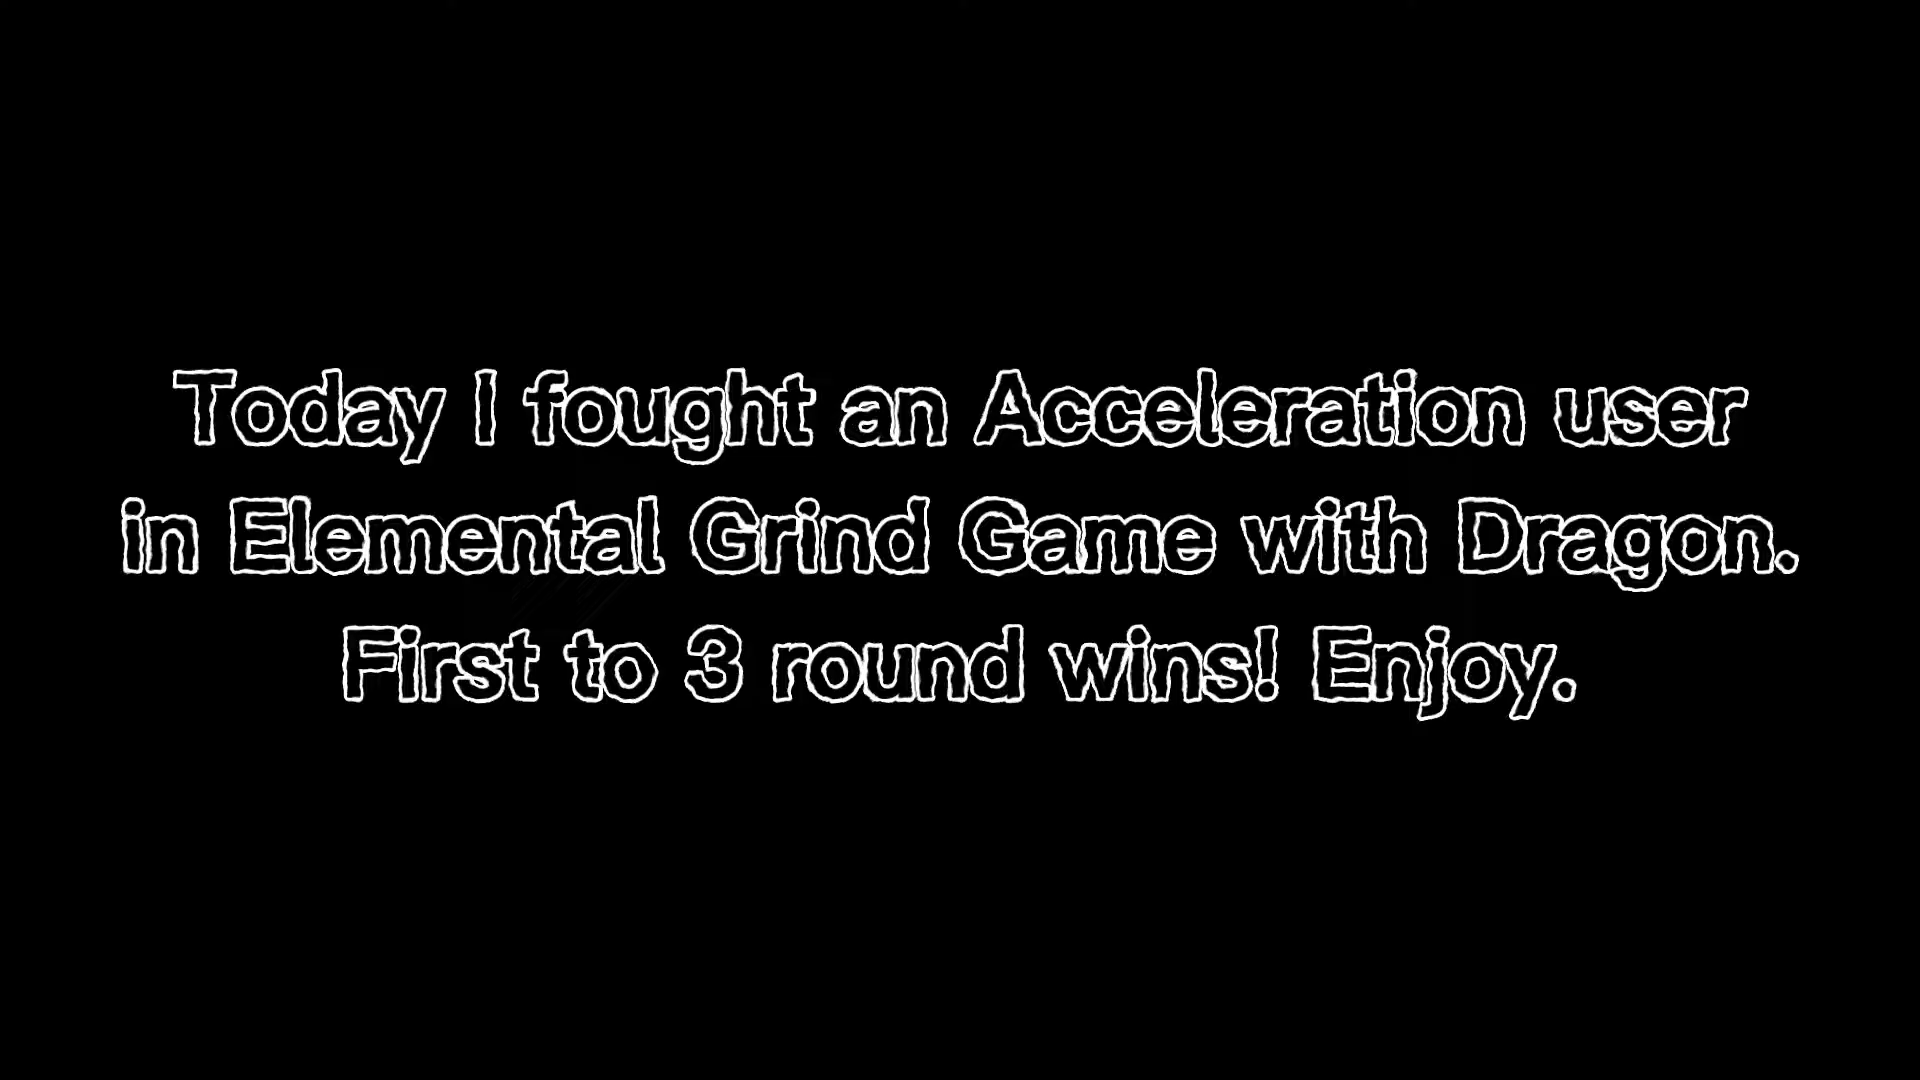 Today I fought an Acceleration user
in Elemental Grind Game with Dragon.
First to 3 round wins! Enjoy.